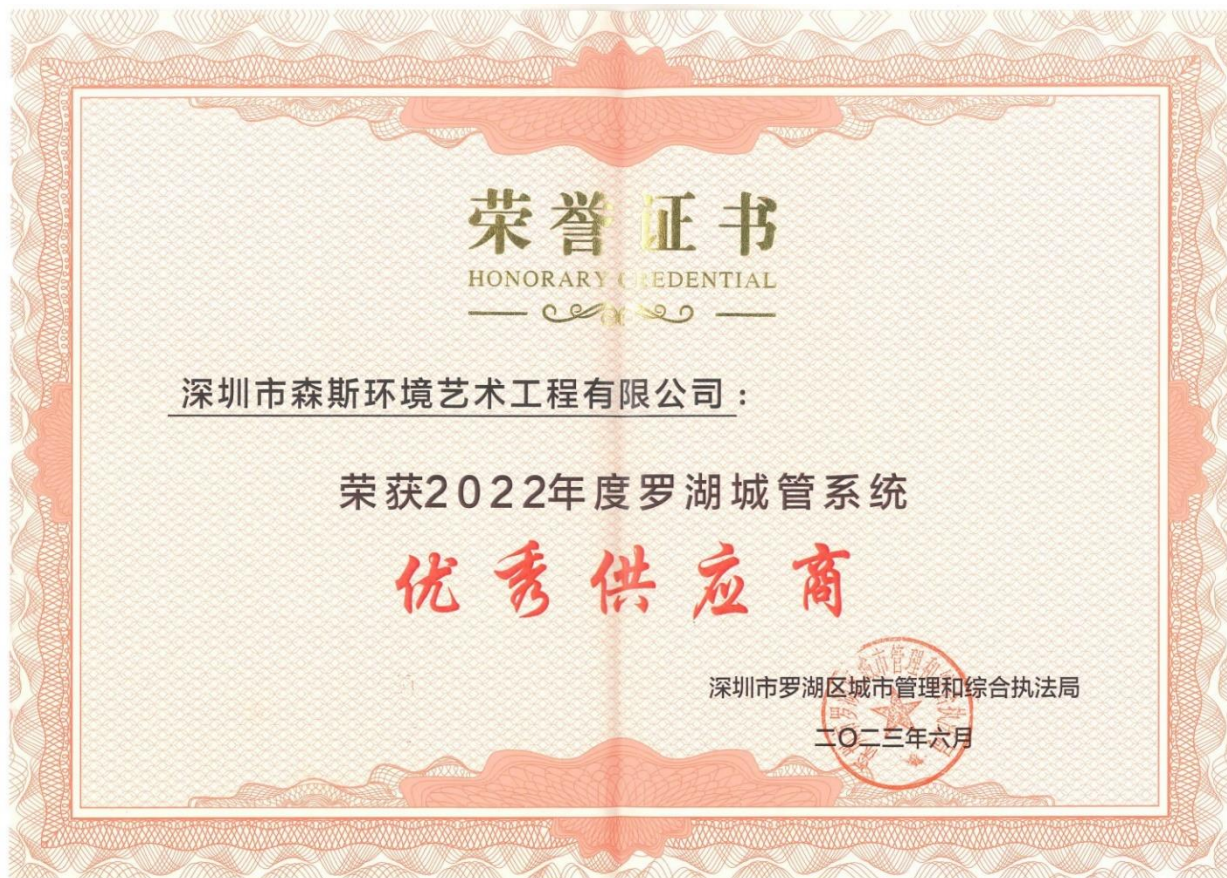 荣誉证书
HONORARY CREDENTIAL
深圳市森斯环境艺术工程有限公司：
荣获2022年度罗湖城管系统
优秀供应商
深圳市罗湖区城市管理和综合执法局
二〇二三年六月